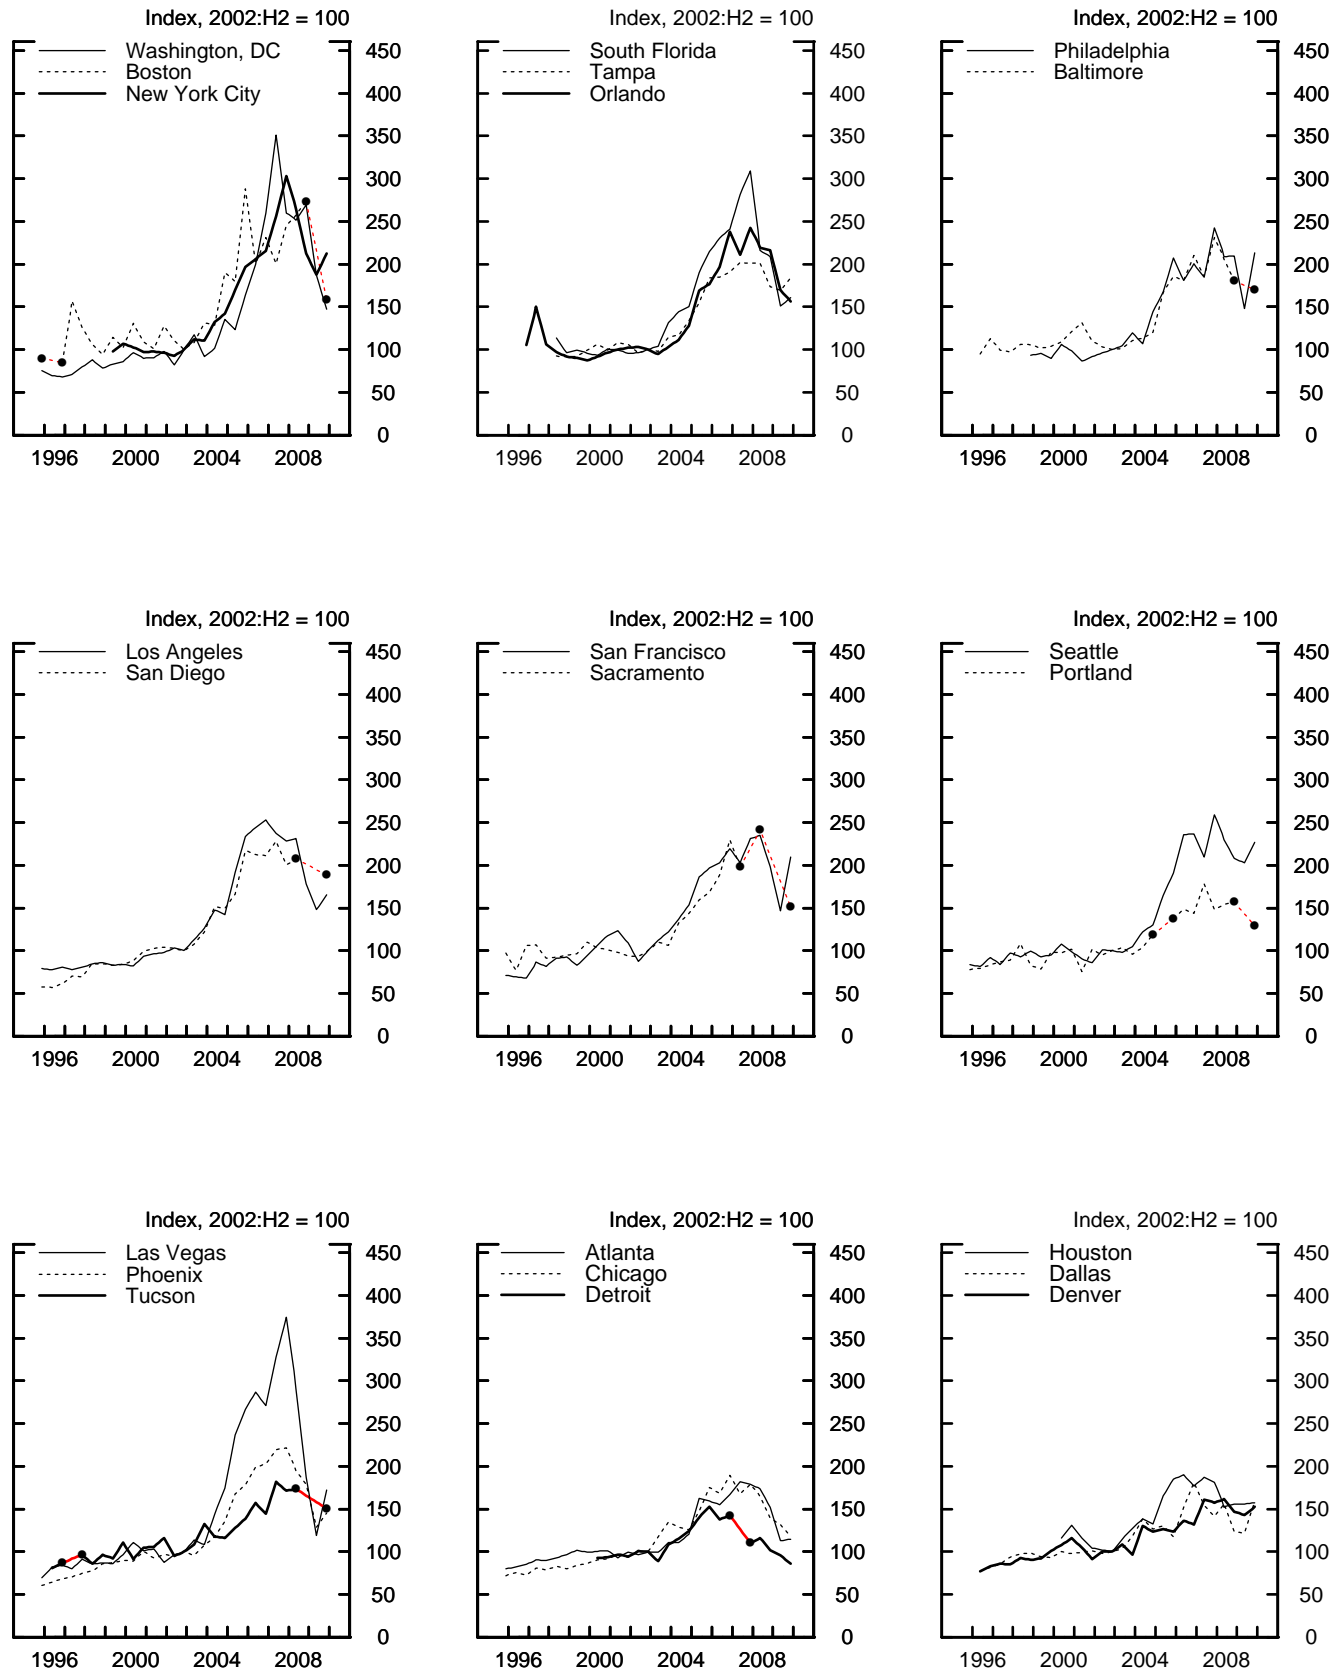 Index, 2002:H2 = 100
Washington, DC
Boston
New York City
450
400
350
300
250
200
150
100
50
0
1996 2000 2004 2008
Index, 2002:H2 = 100
South Florida
Tampa
Orlando
450
400
350
300
250
200
150
100
50
0
1996 2000 2004 2008
Index, 2002:H2 = 100
Philadelphia
Baltimore
450
400
350
300
250
200
150
100
50
0
1996 2000 2004 2008
Index, 2002:H2 = 100
Los Angeles
San Diego
450
400
350
300
250
200
150
100
50
0
1996 2000 2004 2008
Index, 2002:H2 = 100
San Francisco
Sacramento
450
400
350
300
250
200
150
100
50
0
1996 2000 2004 2008
Index, 2002:H2 = 100
Seattle
Portland
450
400
350
300
250
200
150
100
50
0
1996 2000 2004 2008
Index, 2002:H2 = 100
Las Vegas
Phoenix
Tucson
450
400
350
300
250
200
150
100
50
0
1996 2000 2004 2008
Index, 2002:H2 = 100
Atlanta
Chicago
Detroit
450
400
350
300
250
200
150
100
50
0
1996 2000 2004 2008
Index, 2002:H2 = 100
Houston
Dallas
Denver
450
400
350
300
250
200
150
100
50
0
1996 2000 2004 2008